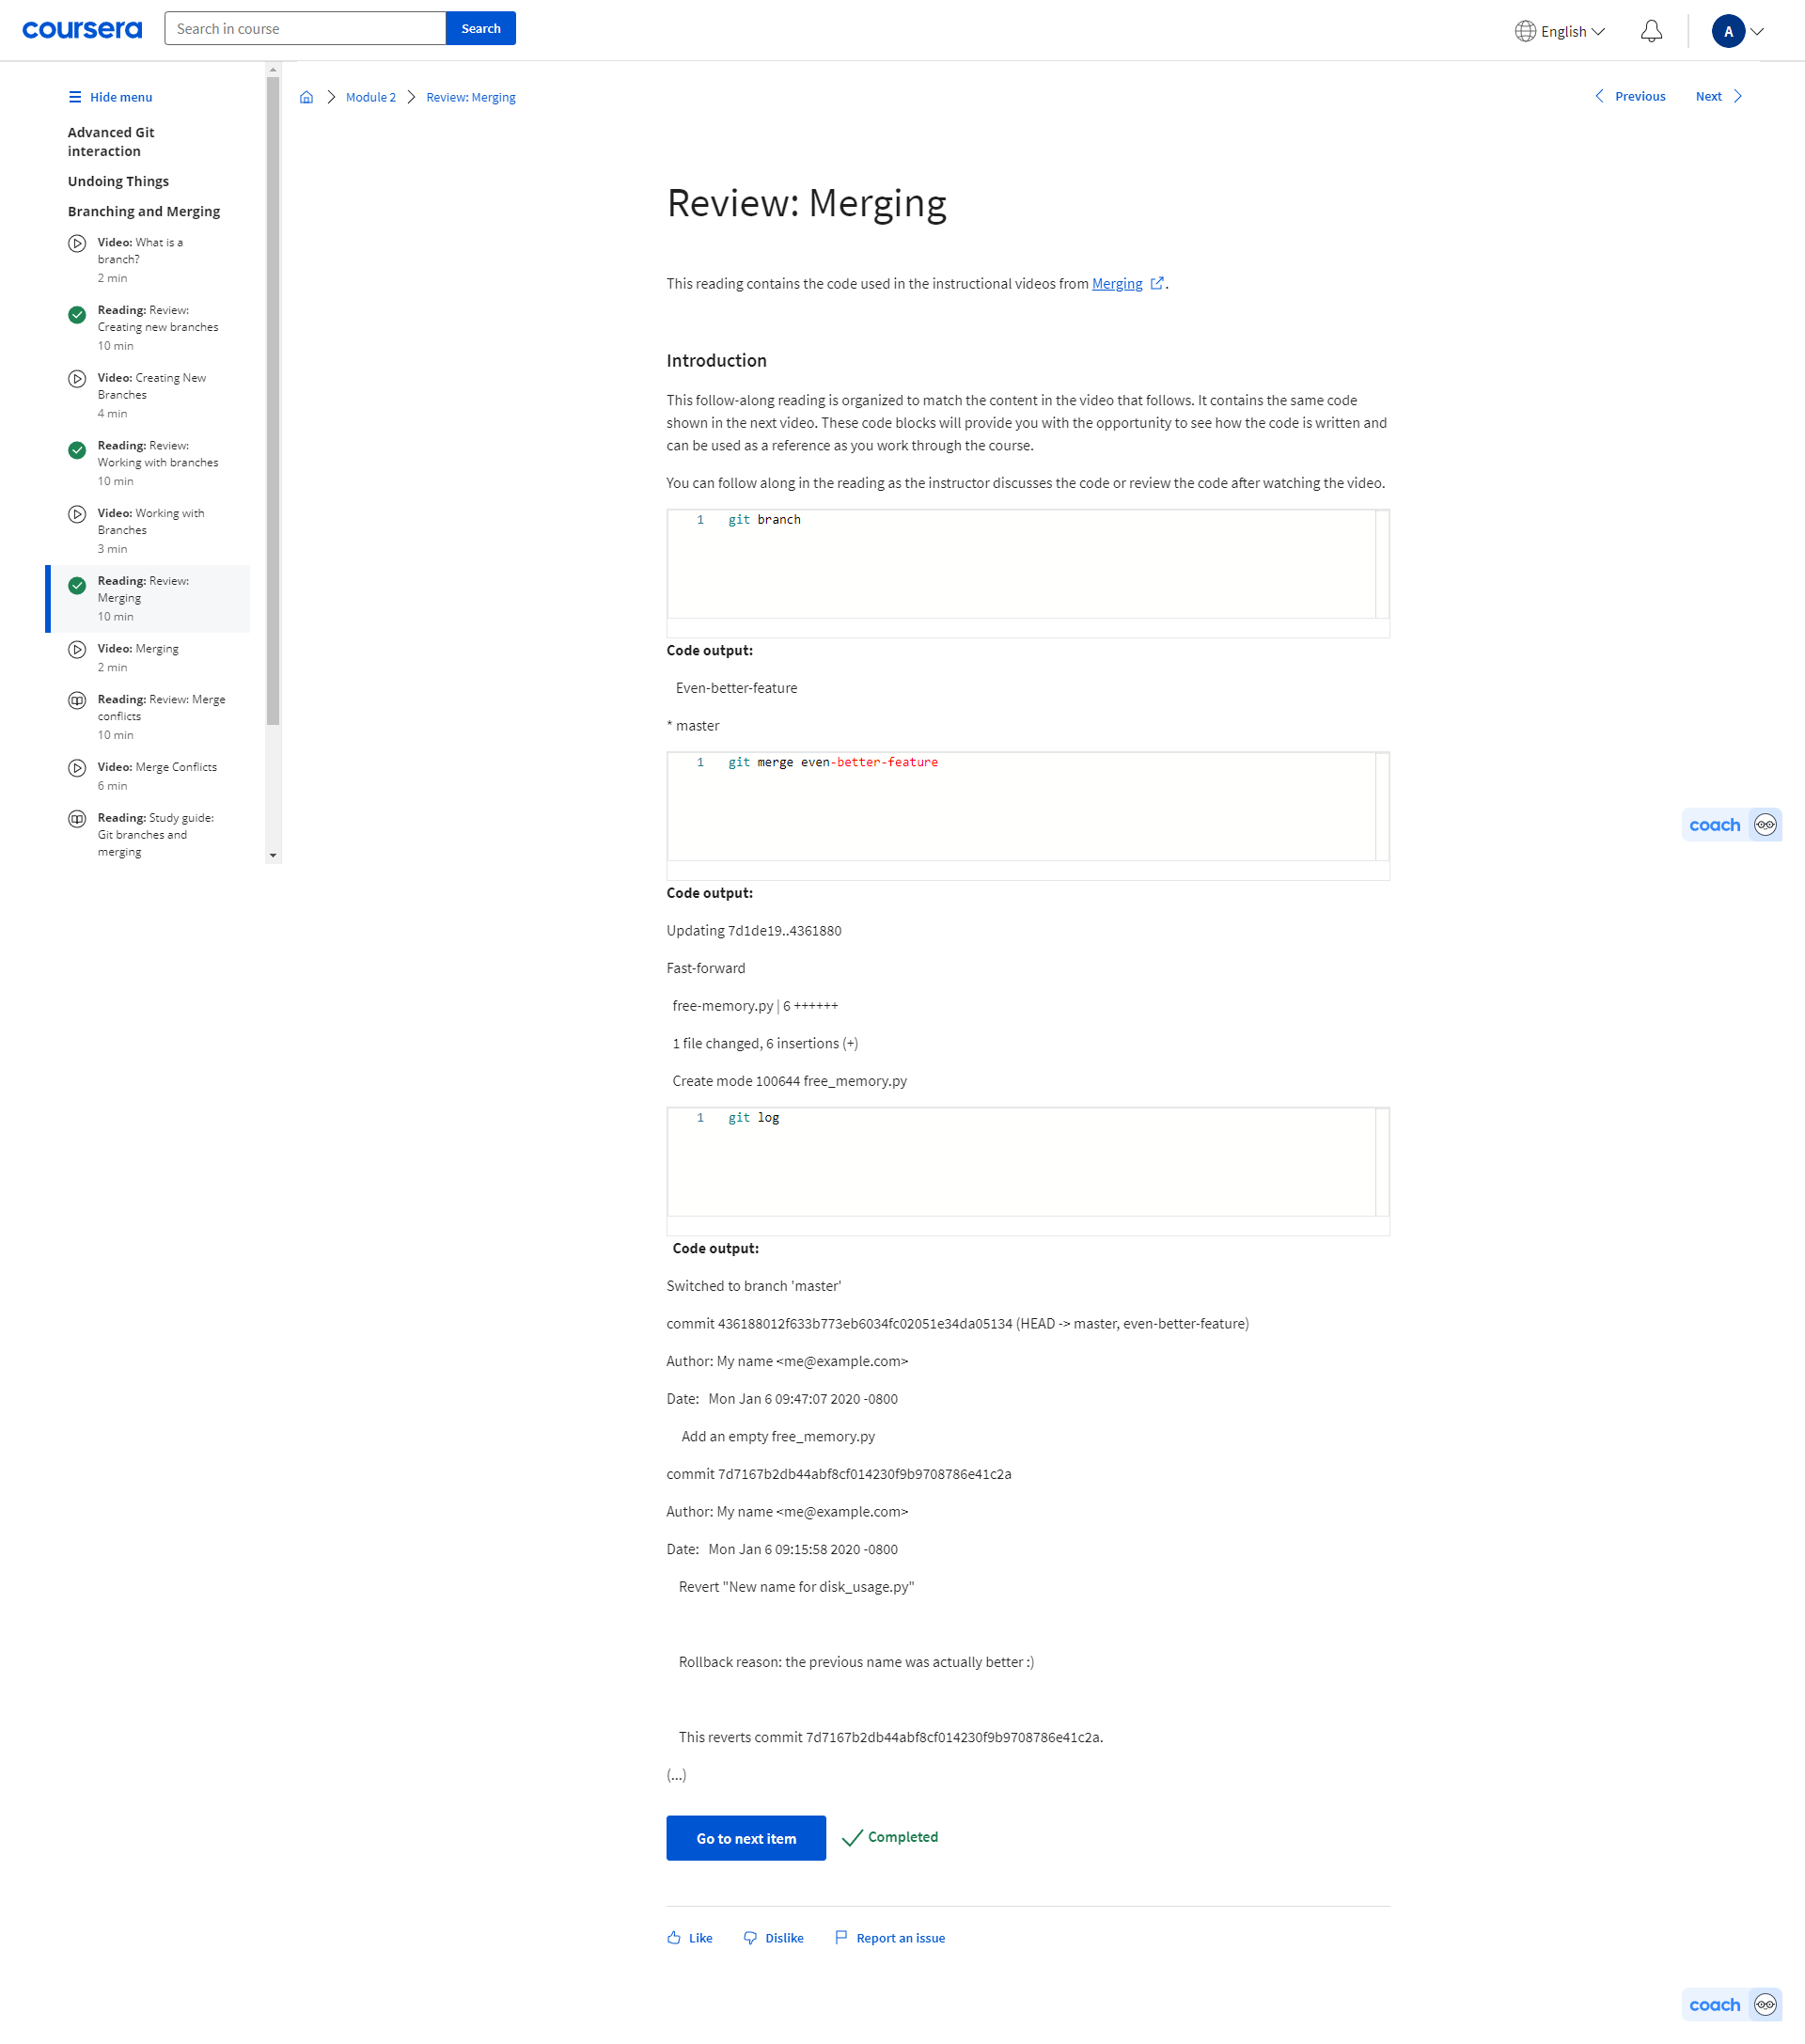 coursera
Search in course
Search
English
A
Hide menu
Advanced Git
interaction
Undoing Things
Branching and Merging
Video: What is a
branch?
2 min
Reading: Review:
Creating new branches
10 min
Video: Creating New
Branches
4 min
Reading: Review:
Working with branches
10 min
Video: Working with
Branches
3 min
Reading: Review:
Merging
10 min
Video: Merging
2 min
Reading: Review: Merge
conflicts
10 min
Video: Merge Conflicts
6 min
Reading: Study guide:
Git branches and
merging
Module 2
Review: Merging
Previous
Next
Review: Merging
This reading contains the code used in the instructional videos from Merging .
Introduction
This follow-along reading is organized to match the content in the video that follows. It contains the same code
shown in the next video. These code blocks will provide you with the opportunity to see how the code is written and
can be used as a reference as you work through the course.
You can follow along in the reading as the instructor discusses the code or review the code after watching the video.
1 git branch
Code output:
Even-better-feature
* master
1 git merge even-better-feature
coach
Code output:
Updating 7d1de19..4361880
Fast-forward
free-memory.py | 6 ++++++
1 file changed, 6 insertions (+)
Create mode 100644 free_memory.py
1 git log
Code output:
Switched to branch 'master'
commit 436188012f633b773eb6034fc02051e34da05134 (HEAD -> master, even-better-feature)
Author: My name <me@example.com>
Date: Mon Jan 6 09:47:07 2020 -0800
Add an empty free_memory.py
commit 7d7167b2db44abf8cf014230f9b9708786e41c2a
Author: My name <me@example.com>
Date: Mon Jan 6 09:15:58 2020 -0800
Revert "New name for disk_usage.py"
Rollback reason: the previous name was actually better :)
This reverts commit 7d7167b2db44abf8cf014230f9b9708786e41c2a.
(...)
Go to next item
Completed
Like
Dislike
Report an issue
coach